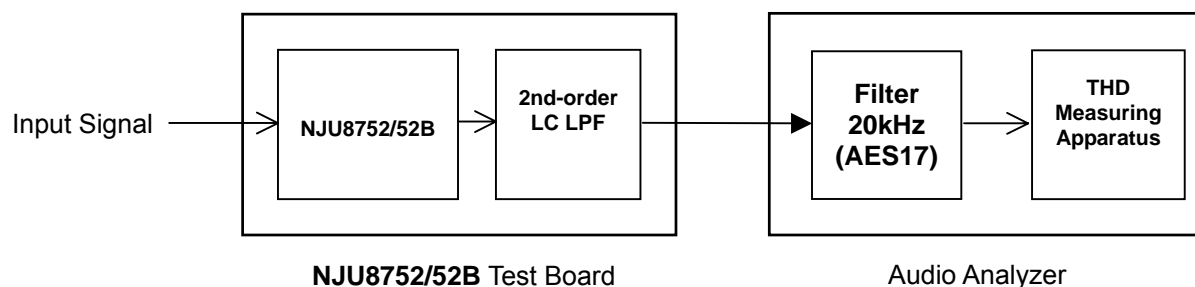 Input Signal
NJU8752/52B
2nd-order
LC LPF
Filter
20kHz
(AES17)
THD
Measuring
Apparatus
NJU8752/52B Test Board
Audio Analyzer